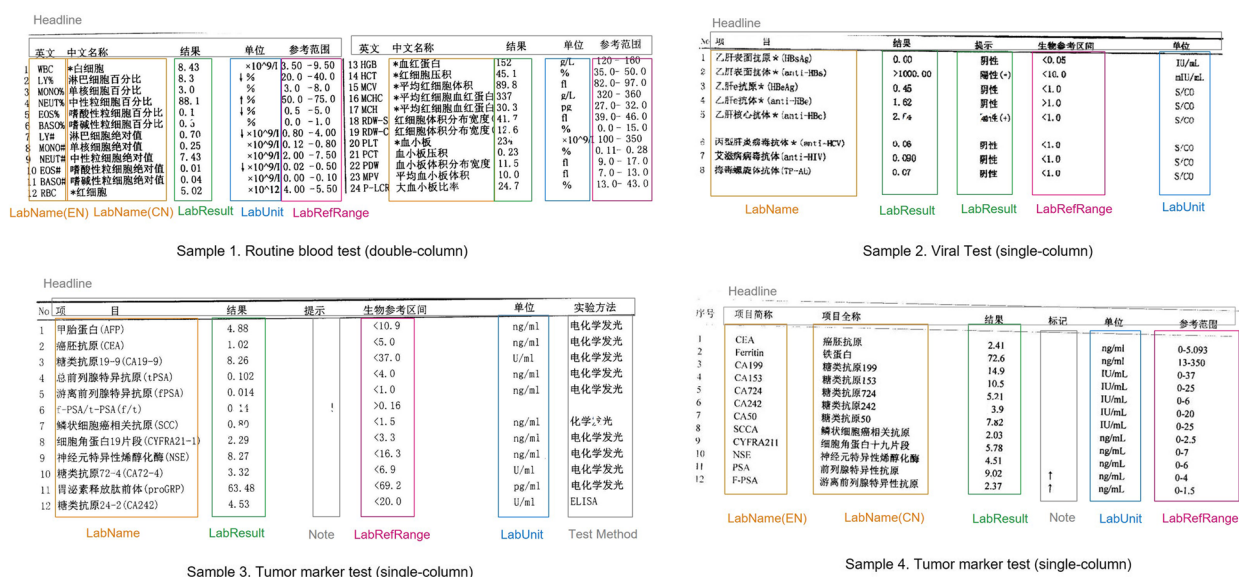 Headline
英文 中文名称 结果 单位 参考范围 英文 中文名称 结果 单位 参考范围
1 WBC *白细胞 8.43 ×10^9/l 3.50 -9.50 13 HGB *血红蛋白 152 g/L 120 - 160
2 LY% 淋巴细胞百分比 8.3 ↓ % 20.0 -40.0 14 HCT *红细胞压积 45.1 % 35.0- 50.0
3 MONO% 单核细胞百分比 3.0 % 3.0 -8.0 15 MCV *平均红细胞体积 89.8 fl 82.0- 97.0
4 NEUT% 中性粒细胞百分比 88.1 ↑ % 50.0 -75.0 16 MCHC *平均红细胞血红蛋白 337 g/L 320 - 360
5 EOS% 嗜酸性粒细胞百分比 0.1 ↓ % 0.5 -5.0 17 MCH *平均红细胞血红蛋白 30.3 pg 27.0- 32.0
6 BASO% 嗜碱性粒细胞百分比 % 0.0 -1.0 18 RDW-S 红细胞体积分布宽度( 41.7 fl 39.0- 46.0
7 LY# 淋巴细胞绝对值 0.70 ↓ ×10^9/l 0.80 -4.00 19 RDW-C 红细胞体积分布宽度( 12.6 % 0.0 - 15.0
8 MONO# 单核细胞绝对值 0.25 ×10^9/l 0.12 -0.80 20 PLT *血小板 ×10^9/l 100 - 350
9 NEUT# 中性粒细胞绝对值 7.43 ×10^9/l 2.00 -7.50 21 PCT 血小板压积 0.23 % 0.11- 0.28
10 EOS# 嗜酸性粒细胞绝对值 0.01 ↓ ×10^9/l 0.02 -0.50 22 PDW 血小板体积分布宽度 11.5 fl 9.0 - 17.0
11 BASO# 嗜碱性粒细胞绝对值 0.04 ×10^9/l 0.00 -0.10 23 MPV 平均血小板体积 10.0 fl 7.0 - 13.0
12 RBC *红细胞 5.02 ×10^12 4.00 -5.50 24 P-LCR 大血小板比率 24.7 % 13.0- 43.0
LabName(EN) LabName(CN) LabResult LabUnit LabRefRange
Sample 1. Routine blood test (double-column)
Headline
No 项 目 结果 提示 生物参考区间 单位
1 乙肝表面抗原*(HBsAg) 0.00 阴性 <0.05 IU/mL
2 乙肝表面抗体*(anti-HBs) >1000.00 陽性(+) <10.0 mIU/mL
3 乙肝e抗原*(HBeAg) 0.45 阴性 <1.0 S/CO
4 乙肝e抗体*(anti-HBe) 1.62 阴性 >1.0 S/CO
5 乙肝核心抗体*(anti-HBc) 性(+) <1.0 S/CO
6 丙型肝炎病毒抗体*(anti-HCV) 0.06 阴性 <1.0 S/CO
7 艾滋病病毒抗体(anti-HIV) 0.090 阴性 <1.0 S/CO
8 梅毒螺旋体抗体(TP-Ab) 0.07 阴性 <1.0 S/CO
LabName LabResult LabResult LabRefRange LabUnit
Sample 2. Viral Test (single-column)
Headline
No 项 目 结果 提示 生物参考区间 单位 实验方法
1 甲胎蛋白(AFP) 4.88 <10.9 ng/ml 电化学发光
2 癌胚抗原(CEA) 1.02 <5.0 ng/ml 电化学发光
3 糖类抗原19-9(CA19-9) 8.26 <37.0 U/ml 电化学发光
4 总前列腺特异抗原(tPSA) 0.102 <4.0 ng/ml 电化学发光
5 游离前列腺特异抗原(fPSA) 0.014 <1.0 ng/ml 电化学发光
6 f-PSA/t-PSA(f/t) 0.14 ! >0.16
7 鳞状细胞癌相关抗原(SCC) 0.80 <1.5 ng/ml 化学发光
8 细胞角蛋白19片段(CYFRA21-1) 2.29 <3.3 ng/ml 电化学发光
9 神经元特异性烯醇化酶(NSE) 8.27 <16.3 ng/ml 电化学发光
10 糖类抗原72-4(CA72-4) 3.32 <6.9 U/ml 电化学发光
11 胃泌素释放肽前体(proGRP) 63.48 <69.2 pg/ml 电化学发光
12 糖类抗原24-2(CA242) 4.53 <20.0 U/ml ELISA
LabName LabResult Note LabRefRange LabUnit Test Method
Sample 3. Tumor marker test (single-column)
Headline
序号 项目简称 项目全称 结果 标记 单位 参考范围
1 CEA 癌胚抗原 2.41 ng/ml 0-5.093
2 Ferritin 铁蛋白 72.6 ng/ml 13-350
3 CA199 糖类抗原199 14.9 IU/mL 0-37
4 CA153 糖类抗原153 10.5 IU/mL 0-25
5 CA724 糖类抗原724 5.21 IU/mL 0-6
6 CA242 糖类抗原242 3.9 IU/mL 0-20
7 CA50 糖类抗原50 7.82 IU/mL 0-25
8 SCCA 鳞状细胞癌相关抗原 2.03 ng/mL 0-2.5
9 CYFRA211 细胞角蛋白十九片段 5.78 ng/mL 0-7
10 NSE 神经元特异性烯醇化酶 4.51 ng/mL 0-6
11 PSA 前列腺特异性抗原 9.02 ↑ ng/mL 0-4
12 F-PSA 游离前列腺特异性抗原 2.37 ↑ ng/mL 0-1.5
LabName(EN) LabName(CN) LabResult Note LabUnit LabRefRange
Sample 4. Tumor marker test (single-column)